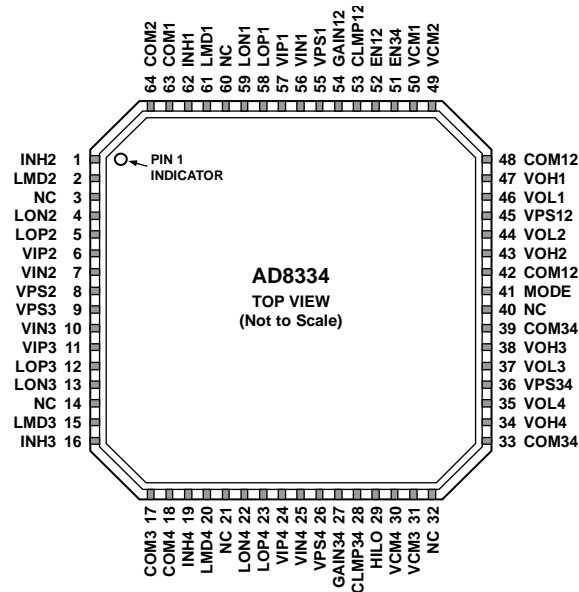 64 COM2
63 COM1
62 INH1
61 LMD1
60 NC
59 LON1
58 LOP1
57 VIP1
56 VIN1
55 VPS1
54 GAIN12
53 CLMP12
52 EN12
51 EN34
50 VCM1
49 VCM2
INH2 1
LMD2 2
NC 3
LON2 4
LOP2 5
VIP2 6
VIN2 7
VPS2 8
VPS3 9
VIN3 10
VIP3 11
LOP3 12
LON3 13
NC 14
LMD3 15
INH3 16
PIN 1
INDICATOR
AD8334
TOP VIEW
(Not to Scale)
48 COM12
47 VOH1
46 VOL1
45 VPS12
44 VOL2
43 VOH2
42 COM12
41 MODE
40 NC
39 COM34
38 VOH3
37 VOL3
36 VPS34
35 VOL4
34 VOH4
33 COM34
COM3 17
COM4 18
INH4 19
LMD4 20
NC 21
LON4 22
LOP4 23
VIP4 24
VIN4 25
VPS4 26
GAIN34 27
CLMP34 28
HILO 29
VCM4 30
VCM3 31
NC 32